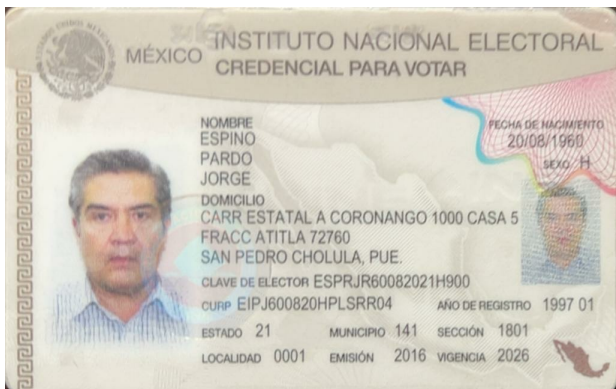 MÉXICO INSTITUTO NACIONAL ELECTORAL
CREDENCIAL PARA VOTAR
NOMBRE
ESPINO
PARDO
JORGE
FECHA DE NACIMIENTO
20/08/1960
SEXO H
DOMICILIO
CARR ESTATAL A CORONANGO 1000 CASA 5
FRACC ATITLA 72760
SAN PEDRO CHOLULA, PUE.
CLAVE DE ELECTOR ESPRJR60082021H900
CURP EIPJ600820HPLSRR04 AÑO DE REGISTRO 1997 01
ESTADO 21 MUNICIPIO 141 SECCIÓN 1801
LOCALIDAD 0001 EMISIÓN 2016 VIGENCIA 2026